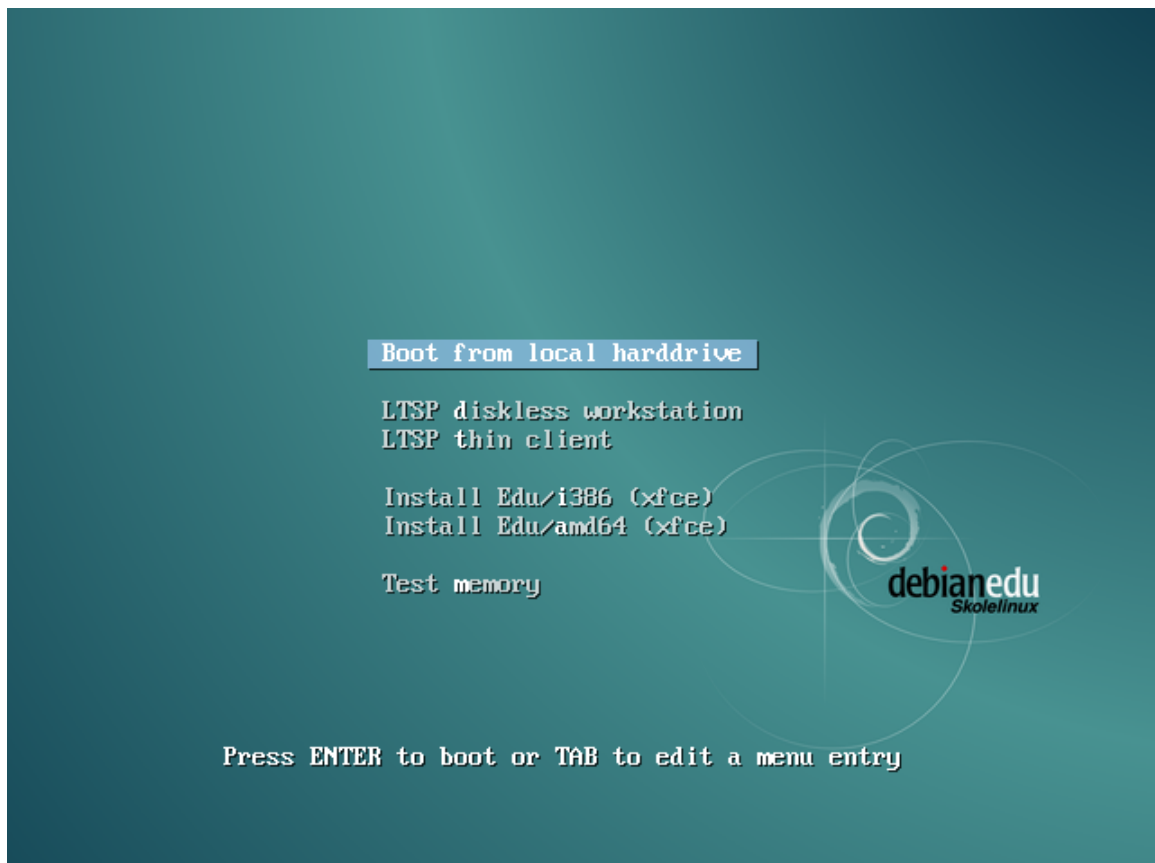 Boot from local harddrive
LTSP diskless workstation
LTSP thin client
Install Edu/i386 (xfce)
Install Edu/amd64 (xfce)
Test memory
debianedu
Skolelinux
Press ENTER to boot or TAB to edit a menu entry